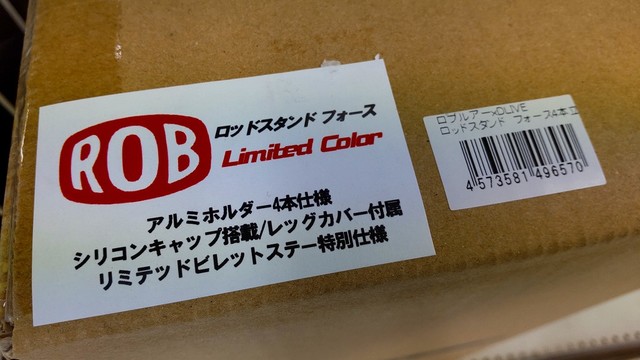 ROB
ロッドスタンド フォース
Limited Color
アルミホルダー4本仕様
シリコンキャップ搭載/レッグカバー付属
リミテッドビレットステー特別仕様
ロブルアー×DLIVE
ロッドスタンド フォース4本
4573581496570